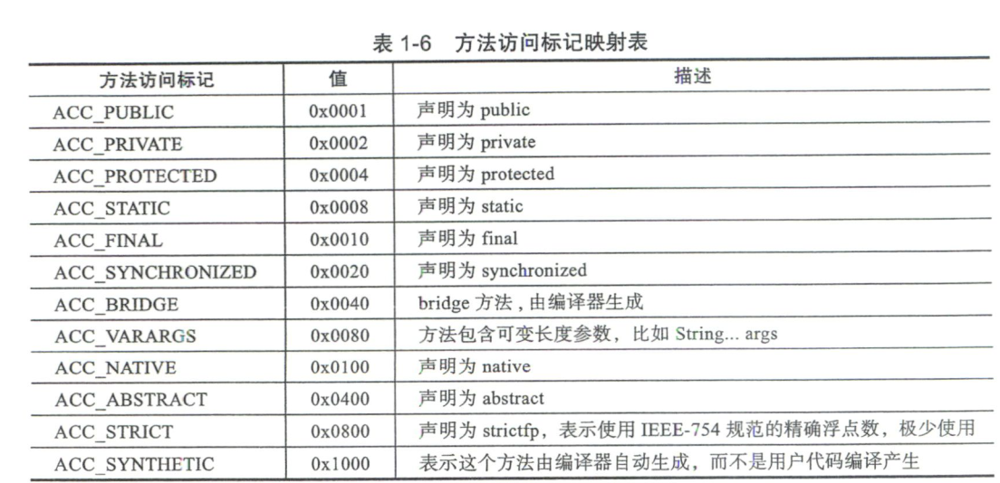 表 1-6 方法访问标记映射表
方法访问标记 值 描述
ACC_PUBLIC 0x0001 声明为 public
ACC_PRIVATE 0x0002 声明为 private
ACC_PROTECTED 0x0004 声明为 protected
ACC_STATIC 0x0008 声明为 static
ACC_FINAL 0x0010 声明为 final
ACC_SYNCHRONIZED 0x0020 声明为 synchronized
ACC_BRIDGE 0x0040 bridge 方法 , 由编译器生成
ACC_VARARGS 0x0080 方法包含可变长度参数，比如 String... args
ACC_NATIVE 0x0100 声明为 native
ACC_ABSTRACT 0x0400 声明为 abstract
ACC_STRICT 0x0800 声明为 strictfp，表示使用 IEEE-754 规范的精确浮点数，极少使用
ACC_SYNTHETIC 0x1000 表示这个方法由编译器自动生成，而不是用户代码编译产生